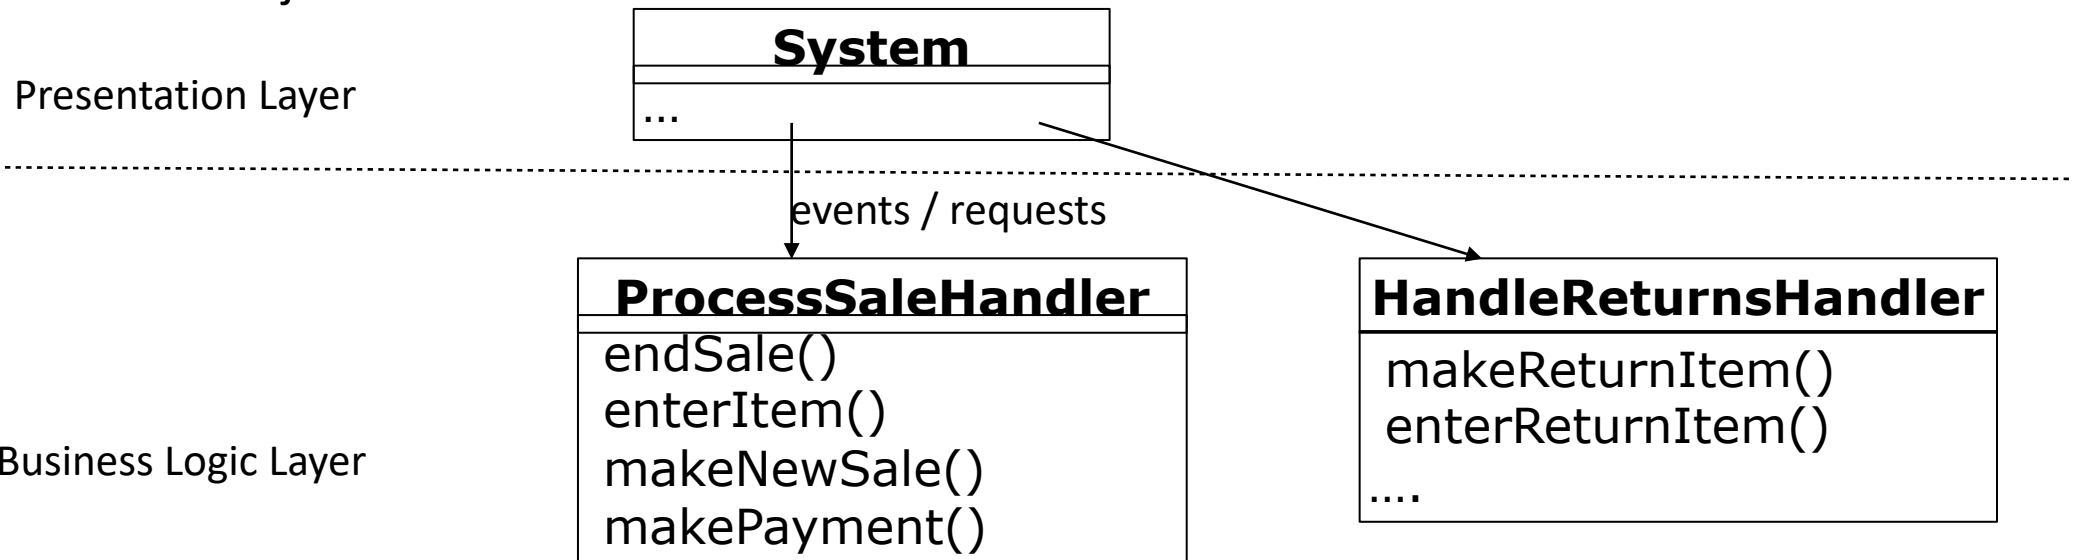 System
Presentation Layer
...
events / requests
ProcessSaleHandler
endSale()
enterItem()
makeNewSale()
makePayment()
HandleReturnsHandler
makeReturnItem()
enterReturnItem()
....
Business Logic Layer